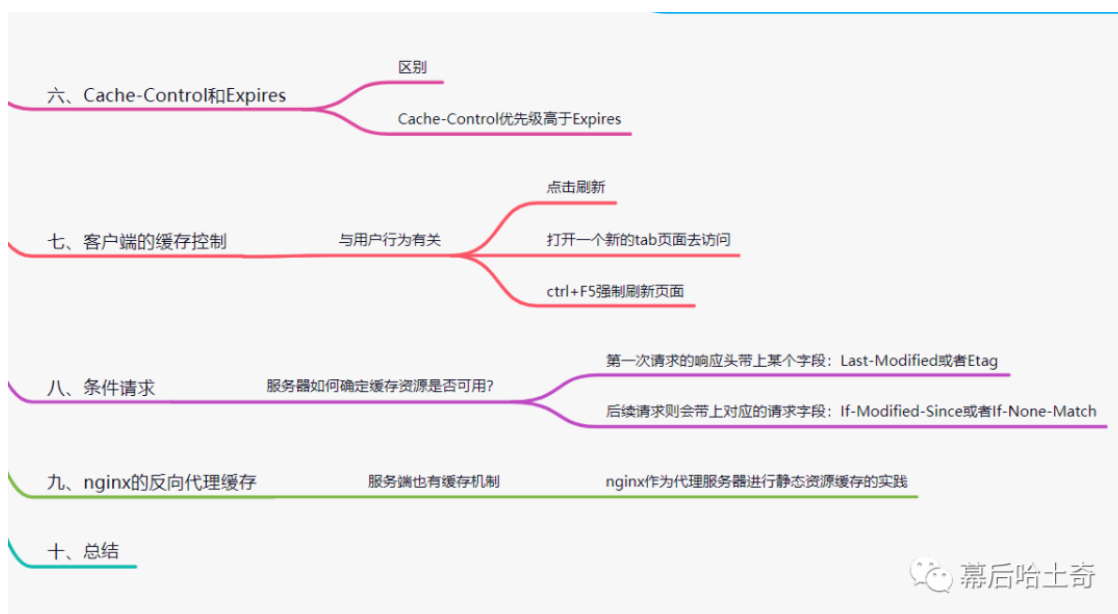 六、Cache-Control和Expires
区别
Cache-Control优先级高于Expires
七、客户端的缓存控制
与用户行为有关
点击刷新
打开一个新的tab页面去访问
ctrl+F5强制刷新页面
八、条件请求
服务器如何确定缓存资源是否可用?
第一次请求的响应头带上某个字段：Last-Modified或者Etag
后续请求则会带上对应的请求字段：If-Modified-Since或者If-None-Match
九、nginx的反向代理缓存
服务端也有缓存机制
nginx作为代理服务器进行静态资源缓存的实践
十、总结
幕后哈土奇